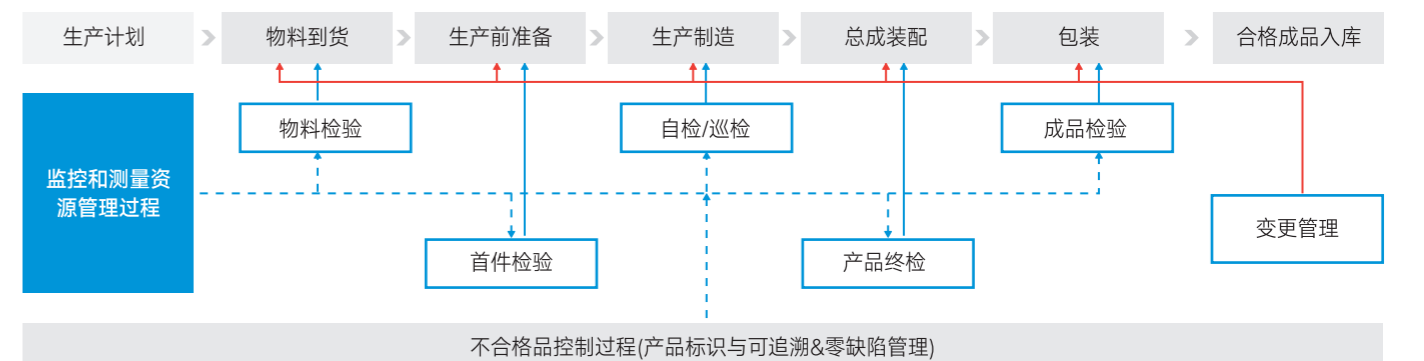 生产计划
物料到货
生产前准备
生产制造
总成装配
包装
合格成品入库
物料检验
自检/巡检
成品检验
监控和测量资
源管理过程
变更管理
首件检验
产品终检
不合格品控制过程(产品标识与可追溯&零缺陷管理)